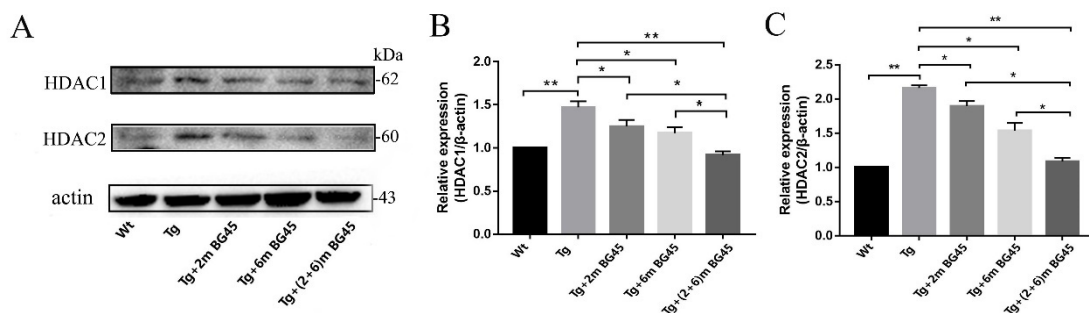 A
kDa
HDAC1
-62
HDAC2
-60
actin
-43
Wt
Tg
Tg+2m BG45
Tg+6m BG45
Tg+(2+6)m BG45
B
Relative expression
(HDAC1/β-actin)
2.0
1.5
1.0
0.5
0.0
**
*
**
*
*
*
Wt
Tg
Tg+2m BG45
Tg+6m BG45
Tg+(2+6)m BG45
C
Relative expression
(HDAC2/β-actin)
2.5
2.0
1.5
1.0
0.5
0.0
**
*
**
*
*
*
Wt
Tg
Tg+2m BG45
Tg+6m BG45
Tg+(2+6)m BG45